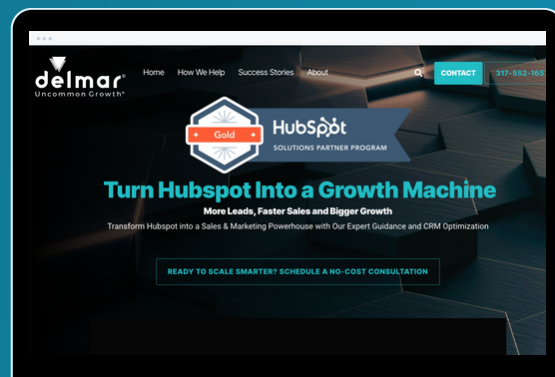 delmar®
Uncommon Growth®
Home How We Help Success Stories About
CONTACT
317-552-165
Gold
HubSpot
SOLUTIONS PARTNER PROGRAM
Turn Hubspot Into a Growth Machine
More Leads, Faster Sales and Bigger Growth
Transform Hubspot into a Sales & Marketing Powerhouse with Our Expert Guidance and CRM Optimization
READY TO SCALE SMARTER? SCHEDULE A NO-COST CONSULTATION